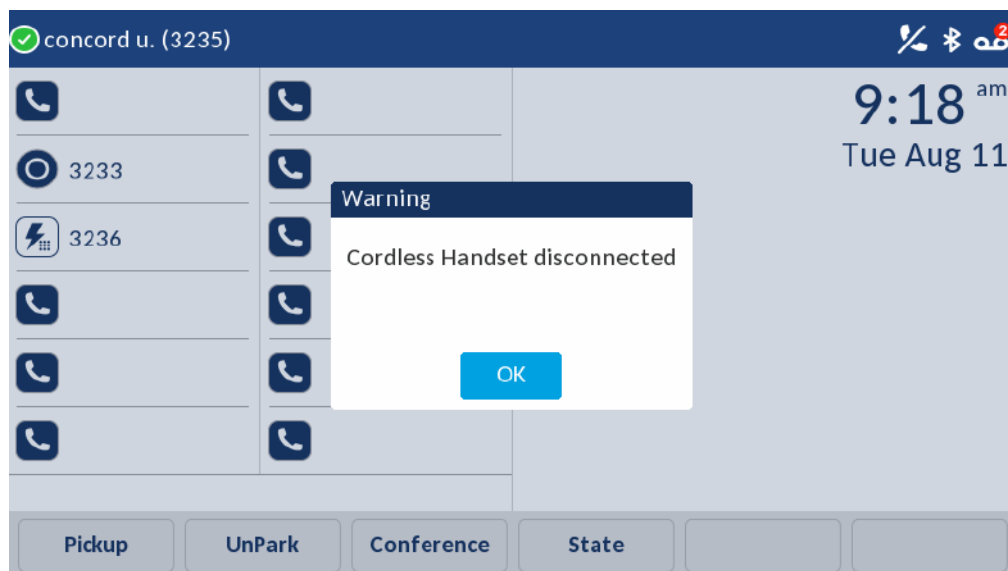 concord u. (3235)
2
9:18 am
Tue Aug 11
3233
3236
Warning
Cordless Handset disconnected
OK
Pickup
UnPark
Conference
State